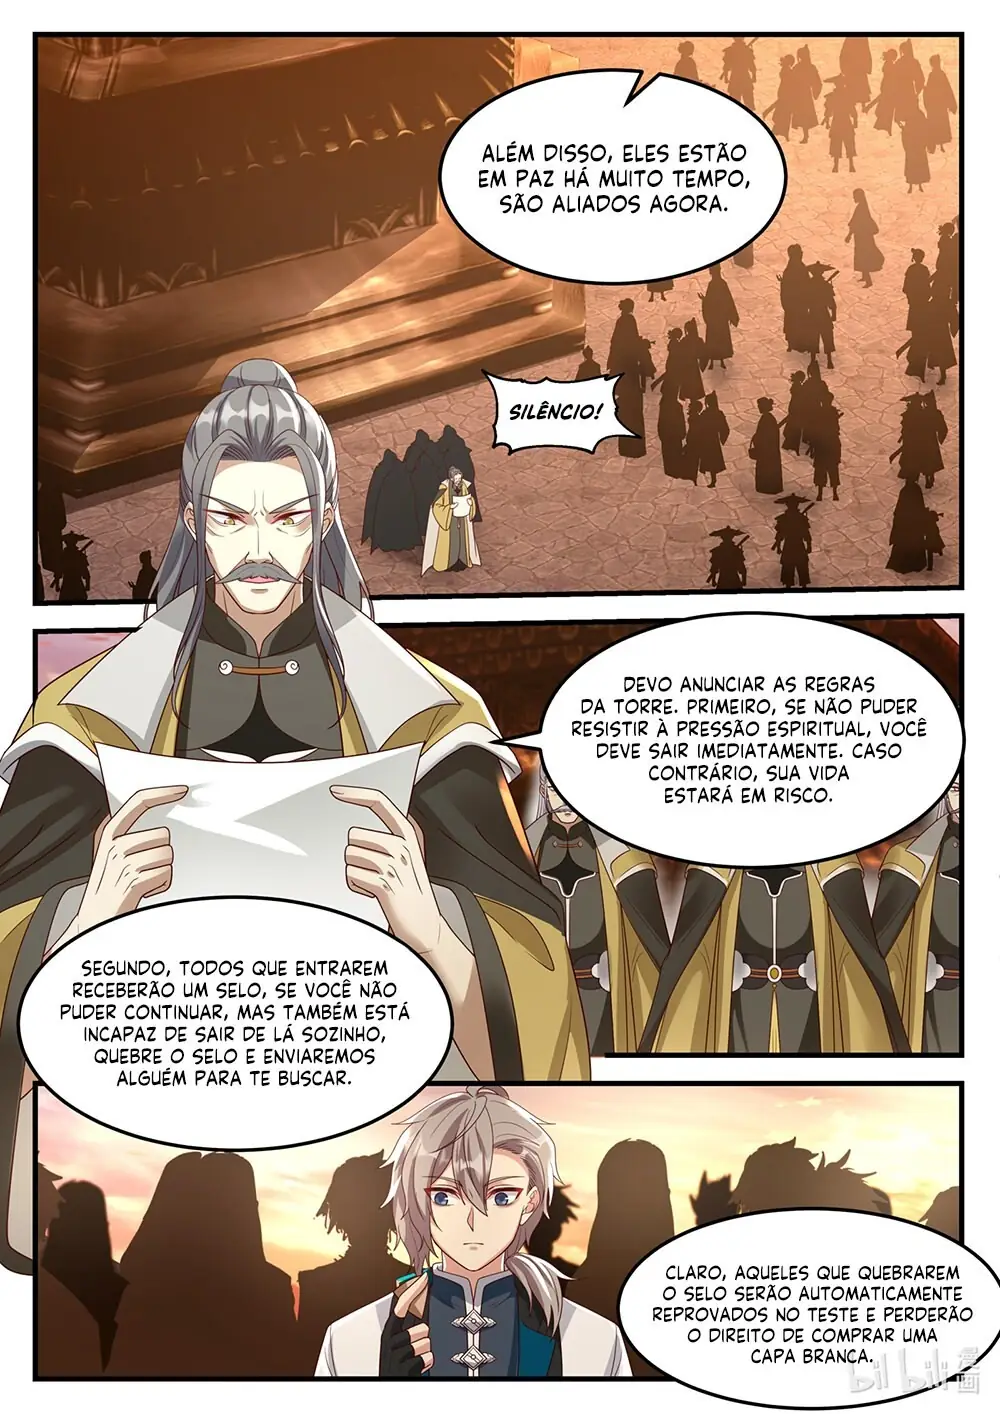 ALÉM DISSO, ELES ESTÃO
EM PAZ HÁ MUITO TEMPO,
SÃO ALIADOS AGORA.
SILÊNCIO!
DEVO ANUNCIAR AS REGRAS
DA TORRE. PRIMEIRO, SE NÃO PUDER
RESISTIR À PRESSÃO ESPIRITUAL, VOCÊ
DEVE SAIR IMEDIATAMENTE. CASO
CONTRÁRIO, SUA VIDA
ESTARÁ EM RISCO.
SEGUNDO, TODOS QUE ENTRAREM
RECEBERÃO UM SELO, SE VOCÊ NÃO
PUDER CONTINUAR, MAS TAMBÉM ESTÁ
INCAPAZ DE SAIR DE LÁ SOZINHO,
QUEBRE O SELO E ENVIAREMOS
ALGUÉM PARA TE BUSCAR.
CLARO, AQUELES QUE QUEBRAREM
O SELO SERÃO AUTOMATICAMENTE
REPROVADOS NO TESTE E PERDERÃO
O DIREITO DE COMPRAR UMA
CAPA BRANCA.
bilibili 漫画